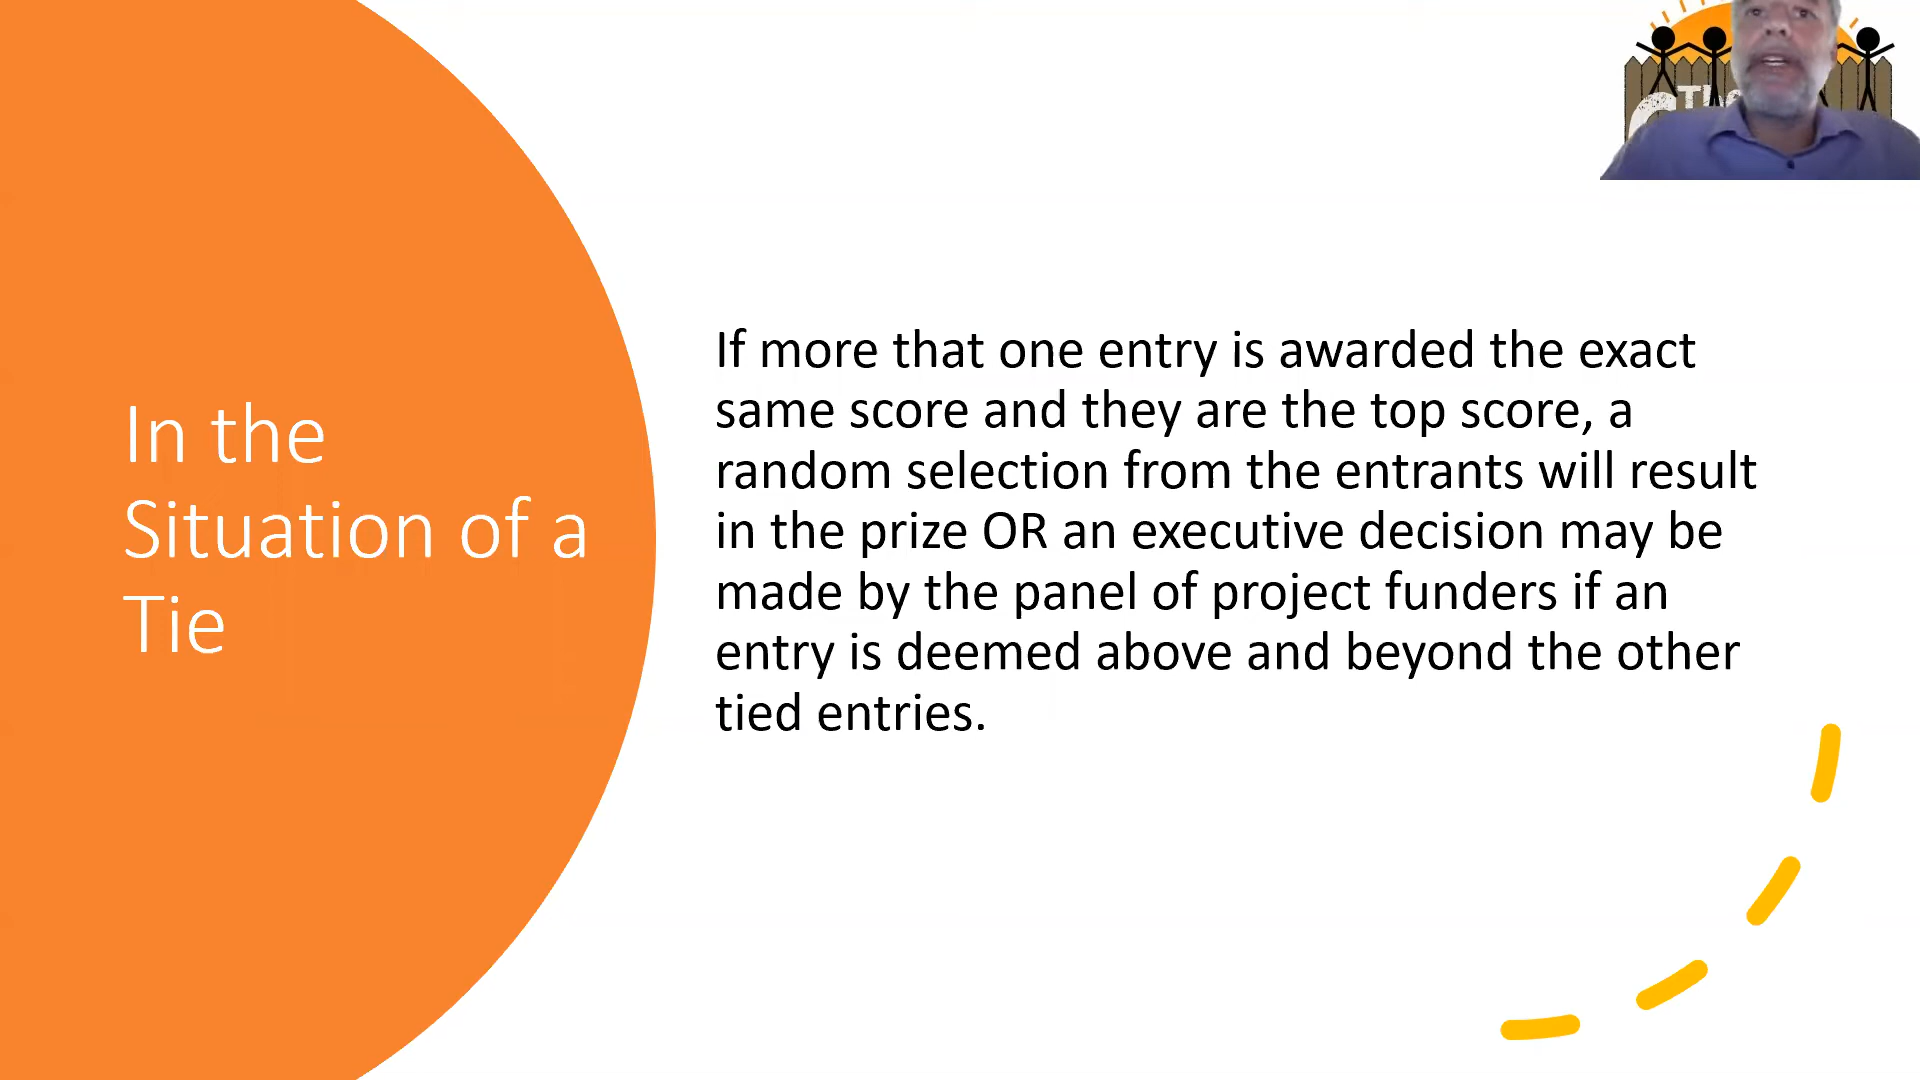 In the
Situation of a
Tie
If more that one entry is awarded the exact
same score and they are the top score, a
random selection from the entrants will result
in the prize OR an executive decision may be
made by the panel of project funders if an
entry is deemed above and beyond the other
tied entries.
The